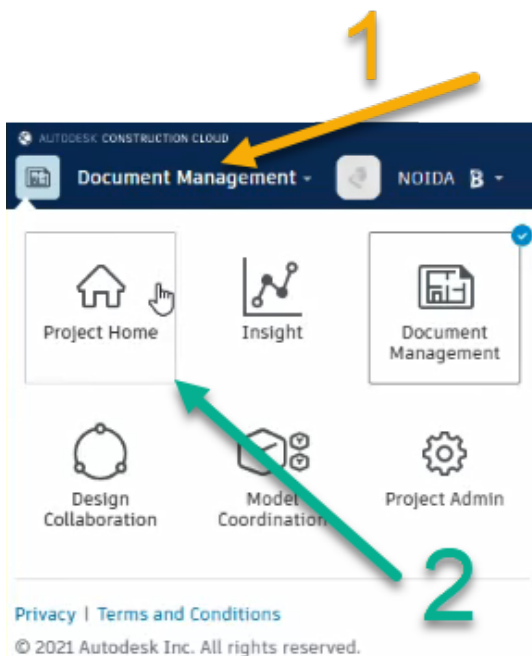 1
AUTODESK CONSTRUCTION CLOUD
Document Management
NOIDA B
Project Home
Insight
Document
Management
Design
Collaboration
Model
Coordination
Project Admin
2
Privacy | Terms and Conditions
© 2021 Autodesk Inc. All rights reserved.